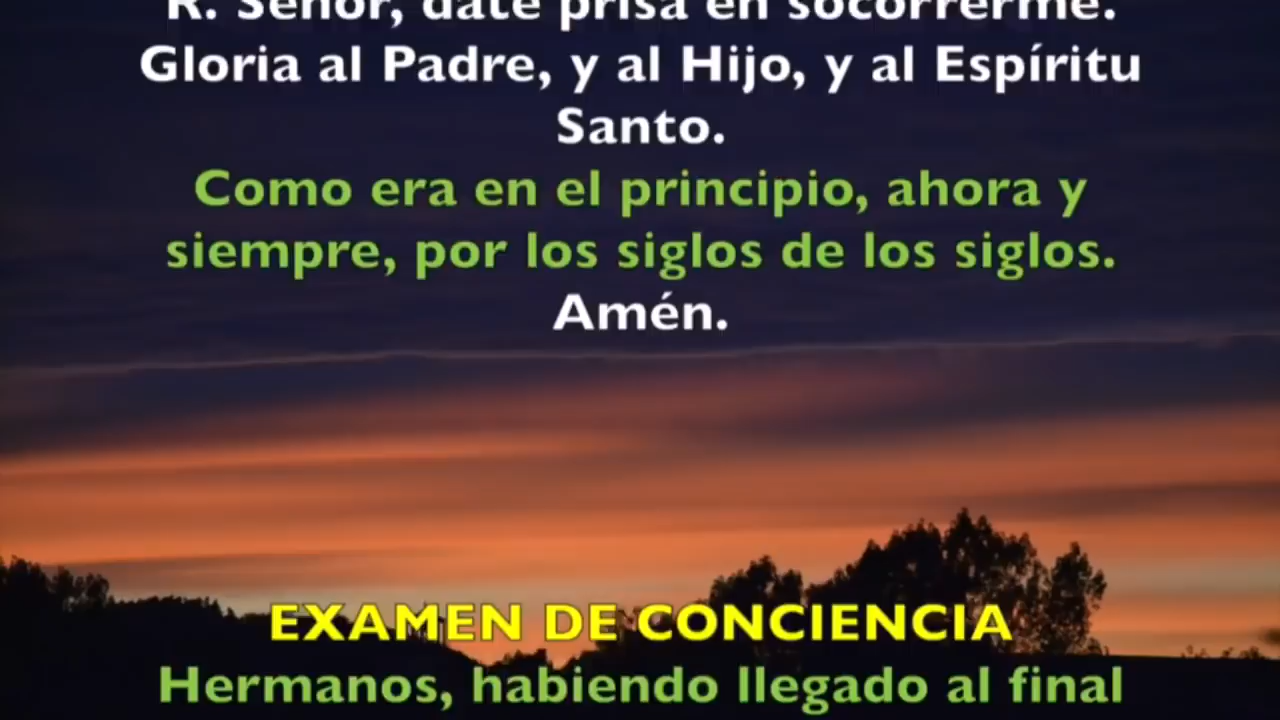 R. Señor, date prisa en socorrerme.
Gloria al Padre, y al Hijo, y al Espíritu
Santo.
Como era en el principio, ahora y
siempre, por los siglos de los siglos.
Amén.
EXAMEN DE CONCIENCIA
Hermanos, habiendo llegado al final